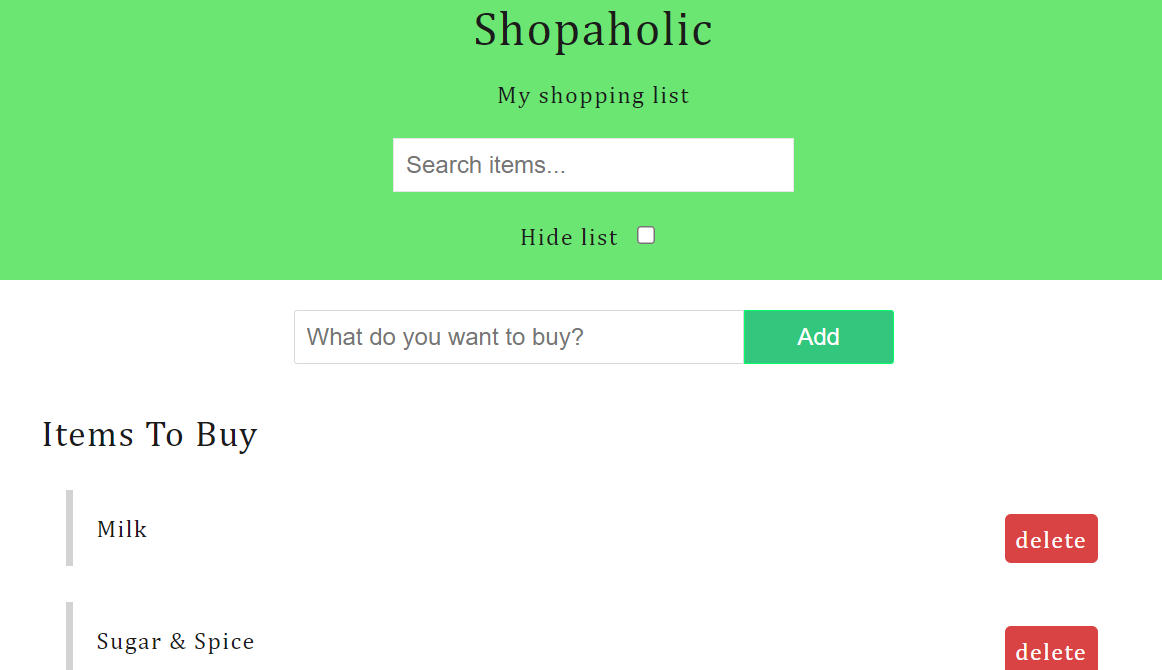 Shopaholic
My shopping list
Search items...
Hide list
What do you want to buy? Add
Items To Buy
Milk delete
Sugar & Spice delete